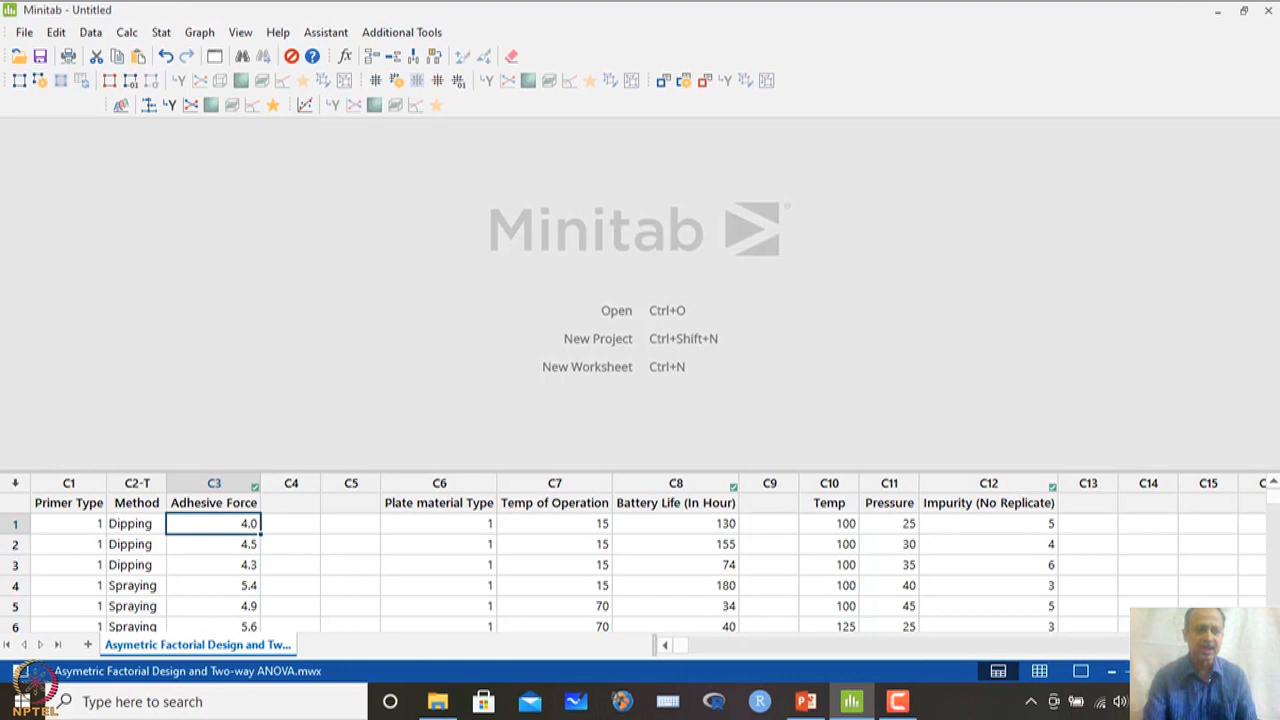 Minitab - Untitled
File Edit Data Calc Stat Graph View Help Assistant Additional Tools
Minitab
Open Ctrl+O
New Project Ctrl+Shift+N
New Worksheet Ctrl+N
C1 C2-T C3 C4 C5 C6 C7 C8 C9 C10 C11 C12 C13 C14 C15 C
Primer Type Method Adhesive Force Plate material Type Temp of Operation Battery Life (In Hour) Temp Pressure Impurity (No Replicate)
1 1 Dipping 4.0 1 15 130 100 25 5
2 1 Dipping 4.5 1 15 155 100 30 4
3 1 Dipping 4.3 1 15 74 100 35 6
4 1 Spraying 5.4 1 15 180 100 40 3
5 1 Spraying 4.9 1 70 34 100 45 5
6 1 Spraying 5.6 1 70 40 125 25 3
Asymetric Factorial Design and Tw...
Asymetric Factorial Design and Two-way ANOVA.mwx
Type here to search
NPTEL